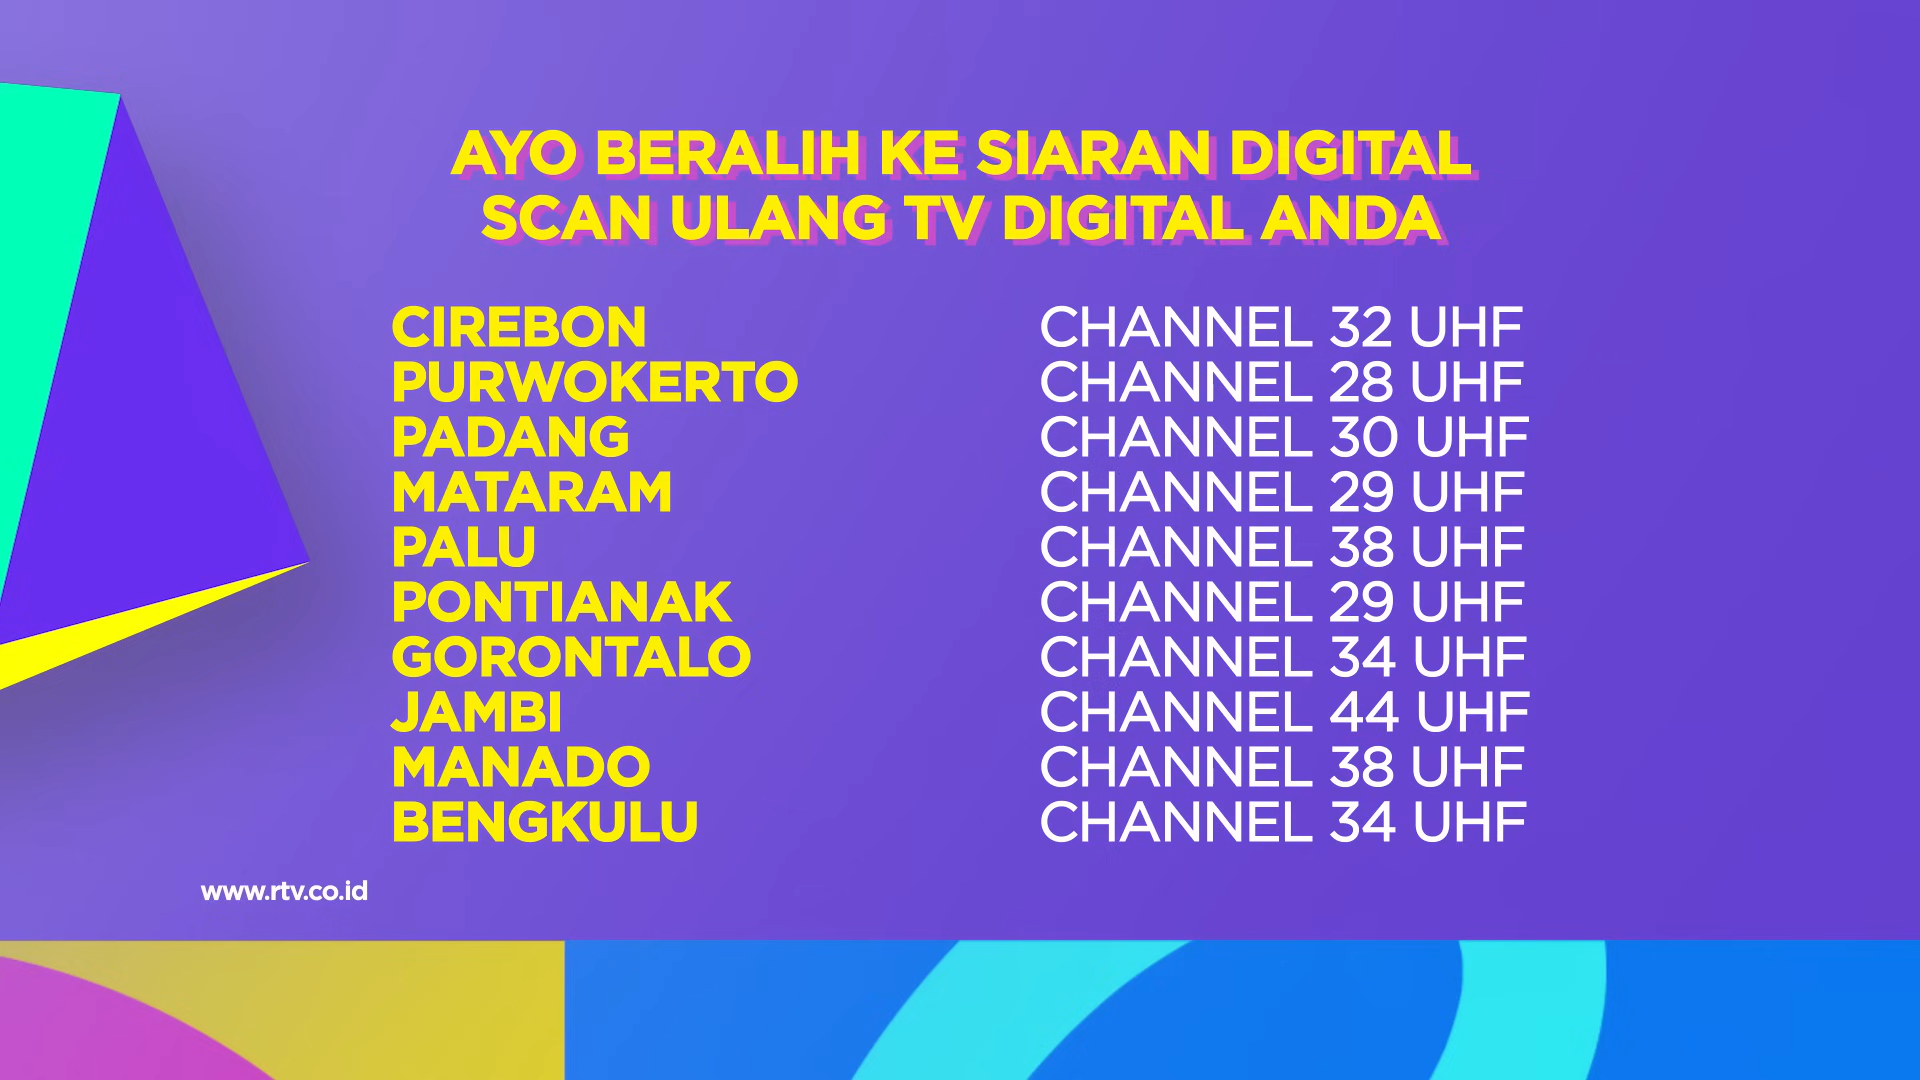 AYO BERALIH KE SIARAN DIGITAL
SCAN ULANG TV DIGITAL ANDA
CIREBON CHANNEL 32 UHF
PURWOKERTO CHANNEL 28 UHF
PADANG CHANNEL 30 UHF
MATARAM CHANNEL 29 UHF
PALU CHANNEL 38 UHF
PONTIANAK CHANNEL 29 UHF
GORONTALO CHANNEL 34 UHF
JAMBI CHANNEL 44 UHF
MANADO CHANNEL 38 UHF
BENGKULU CHANNEL 34 UHF
www.rtv.co.id